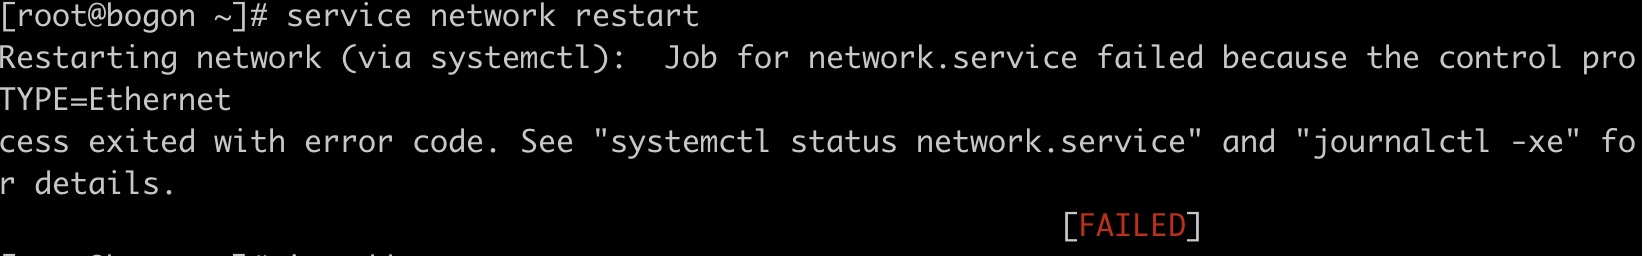 [root@bogon ~]# service network restart
Restarting network (via systemctl):  Job for network.service failed because the control pro
TYPE=Ethernet
cess exited with error code. See "systemctl status network.service" and "journalctl -xe" fo
r details.
[FAILED]